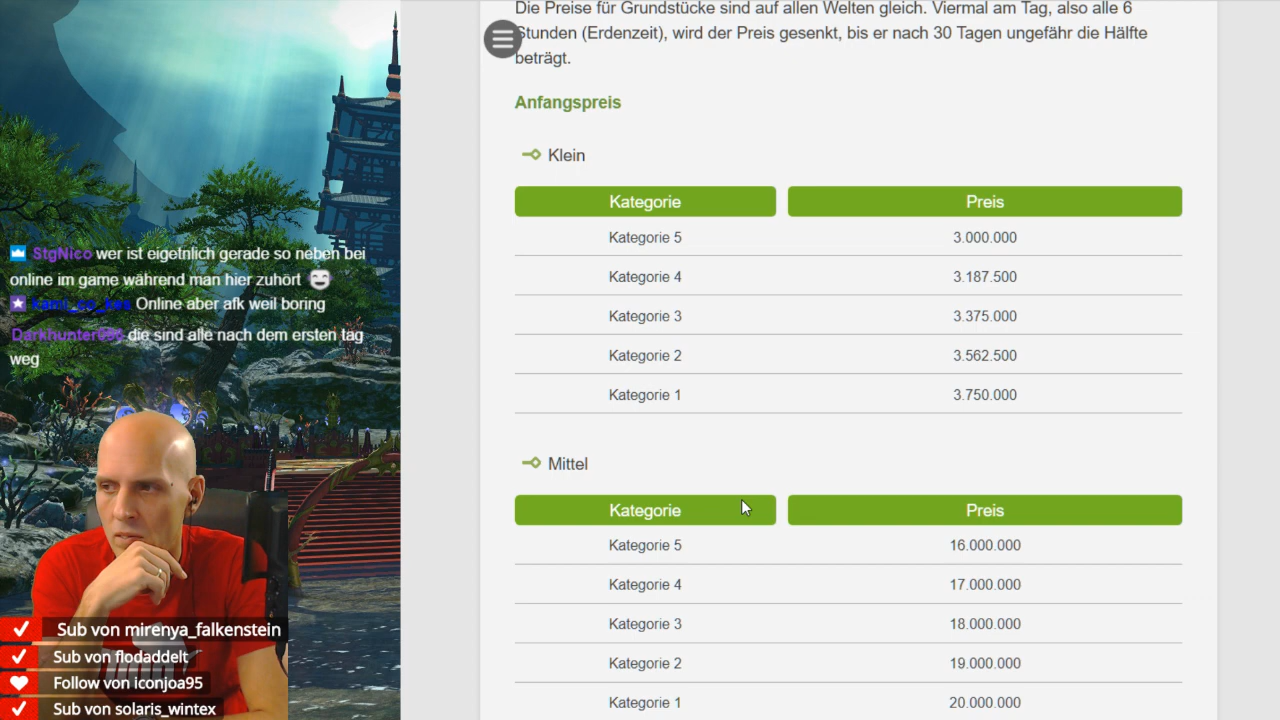 Die Preise für Grundstücke sind auf allen Welten gleich. Viermal am Tag, also alle 6
Stunden (Erdenzeit), wird der Preis gesenkt, bis er nach 30 Tagen ungefähr die Hälfte
beträgt.
Anfangspreis
Klein
Kategorie Preis
Kategorie 5 3.000.000
Kategorie 4 3.187.500
Kategorie 3 3.375.000
Kategorie 2 3.562.500
Kategorie 1 3.750.000
Mittel
Kategorie Preis
Kategorie 5 16.000.000
Kategorie 4 17.000.000
Kategorie 3 18.000.000
Kategorie 2 19.000.000
Kategorie 1 20.000.000
StgNico wer ist eigetnlich gerade so neben bei
online im game während man hier zuhört
Online aber afk weil boring
die sind alle nach dem ersten tag
weg
Sub von mirenya_falkenstein
Sub von flodaddelt
Follow von iconjoa95
Sub von solaris_wintex